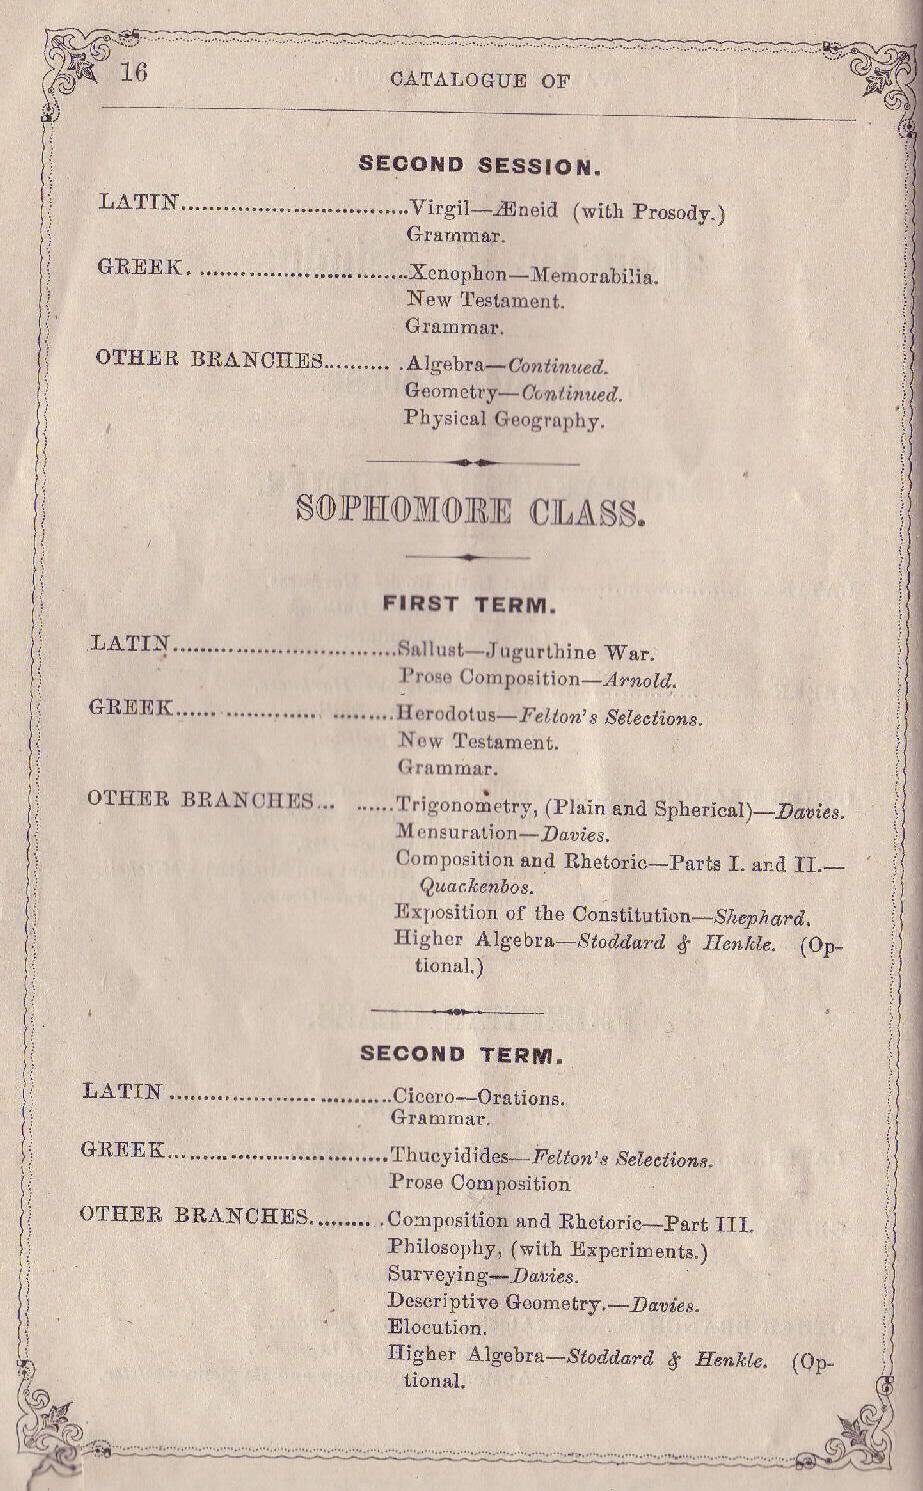 16
CATALOGUE OF
SECOND SESSION.
LATIN.................................Virgil—Æneid (with Prosody.)
Grammar.
GREEK. ..............................Xenophon—Memorabilia.
New Testament.
Grammar.
OTHER BRANCHES.......... .Algebra—Continued.
Geometry—Continued.
Physical Geography.
SOPHOMORE CLASS.
FIRST TERM.
LATIN................................Sallust—Jugurthine War.
Prose Composition—Arnold.
GREEK...... .............. .........Herodotus—Felton's Selections.
New Testament.
Grammar.
OTHER BRANCHES... ......Trigonometry, (Plain and Spherical)—Davies.
Mensuration—Davies.
Composition and Rhetoric—Parts I. and II.—
Quackenbos.
Exposition of the Constitution—Shephard.
Higher Algebra—Stoddard & Henkle. (Op-
tional.)
SECOND TERM.
LATIN ................................Cicero—Orations.
Grammar.
GREEK................................Thucyidides—Felton's Selections.
Prose Composition
OTHER BRANCHES......... .Composition and Rhetoric—Part III.
Philosophy, (with Experiments.)
Surveying—Davies.
Descriptive Geometry.—Davies.
Elocution.
Higher Algebra—Stoddard & Henkle. (Op-
tional.